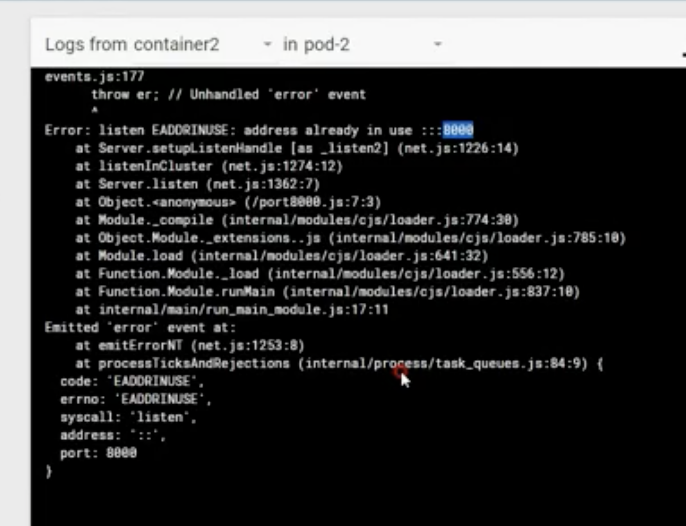 Logs from container2 in pod-2
events.js:177
throw er; // Unhandled 'error' event
^
Error: listen EADDRINUSE: address already in use :::8000
at Server.setupListenHandle [as _listen2] (net.js:1226:14)
at listenInCluster (net.js:1274:12)
at Server.listen (net.js:1362:7)
at Object.<anonymous> (/port8000.js:7:3)
at Module._compile (internal/modules/cjs/loader.js:774:30)
at Object.Module._extensions..js (internal/modules/cjs/loader.js:785:10)
at Module.load (internal/modules/cjs/loader.js:641:32)
at Function.Module._load (internal/modules/cjs/loader.js:556:12)
at Function.Module.runMain (internal/modules/cjs/loader.js:837:10)
at internal/main/run_main_module.js:17:11
Emitted 'error' event at:
at emitErrorNT (net.js:1253:8)
at processTicksAndRejections (internal/process/task_queues.js:84:9) {
code: 'EADDRINUSE',
errno: 'EADDRINUSE',
syscall: 'listen',
address: '::',
port: 8000
}